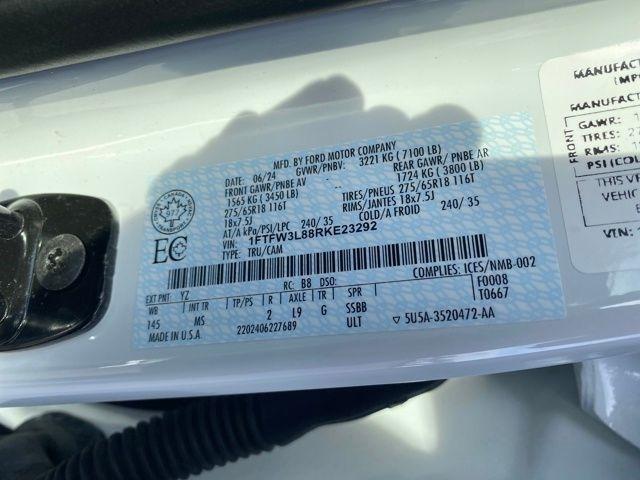 MFD. BY FORD MOTOR COMPANY
DATE: 06/24 GVWR/PNBV: 3221 KG ( 7100 LB)
FRONT GAWR/PNBE AV REAR GAWR/ PNBE AR
1565 KG ( 3450 LB) 1724 KG ( 3800 LB)
275/65R18 116T TIRES/PNEUS 275/65R18 116T
18x7.5J RIMS/JANTES 18x7.5J
AT/A kPa/PSI/LPC 240/ 35 COLD/A FROID 240/ 35
VIN: 1FTFW3L88RKE23292
TYPE: TRU/CAM
EC
RC: B8 DSO: COMPLIES: ICES/NMB-002
EXT PNT: YZ F0008
WB INT TR TP/PS R AXLE TR SPR T0667
145 MS 2 L9 G SSBB
MADE IN U.S.A. 2202406227689 ULT ▽ 5U5A-3520472-AA
MANUFACT
MANUFAC
GAWR:
TIRES:
RIMS:
PSI(COL
THIS VE
VEHICLE
VIN: